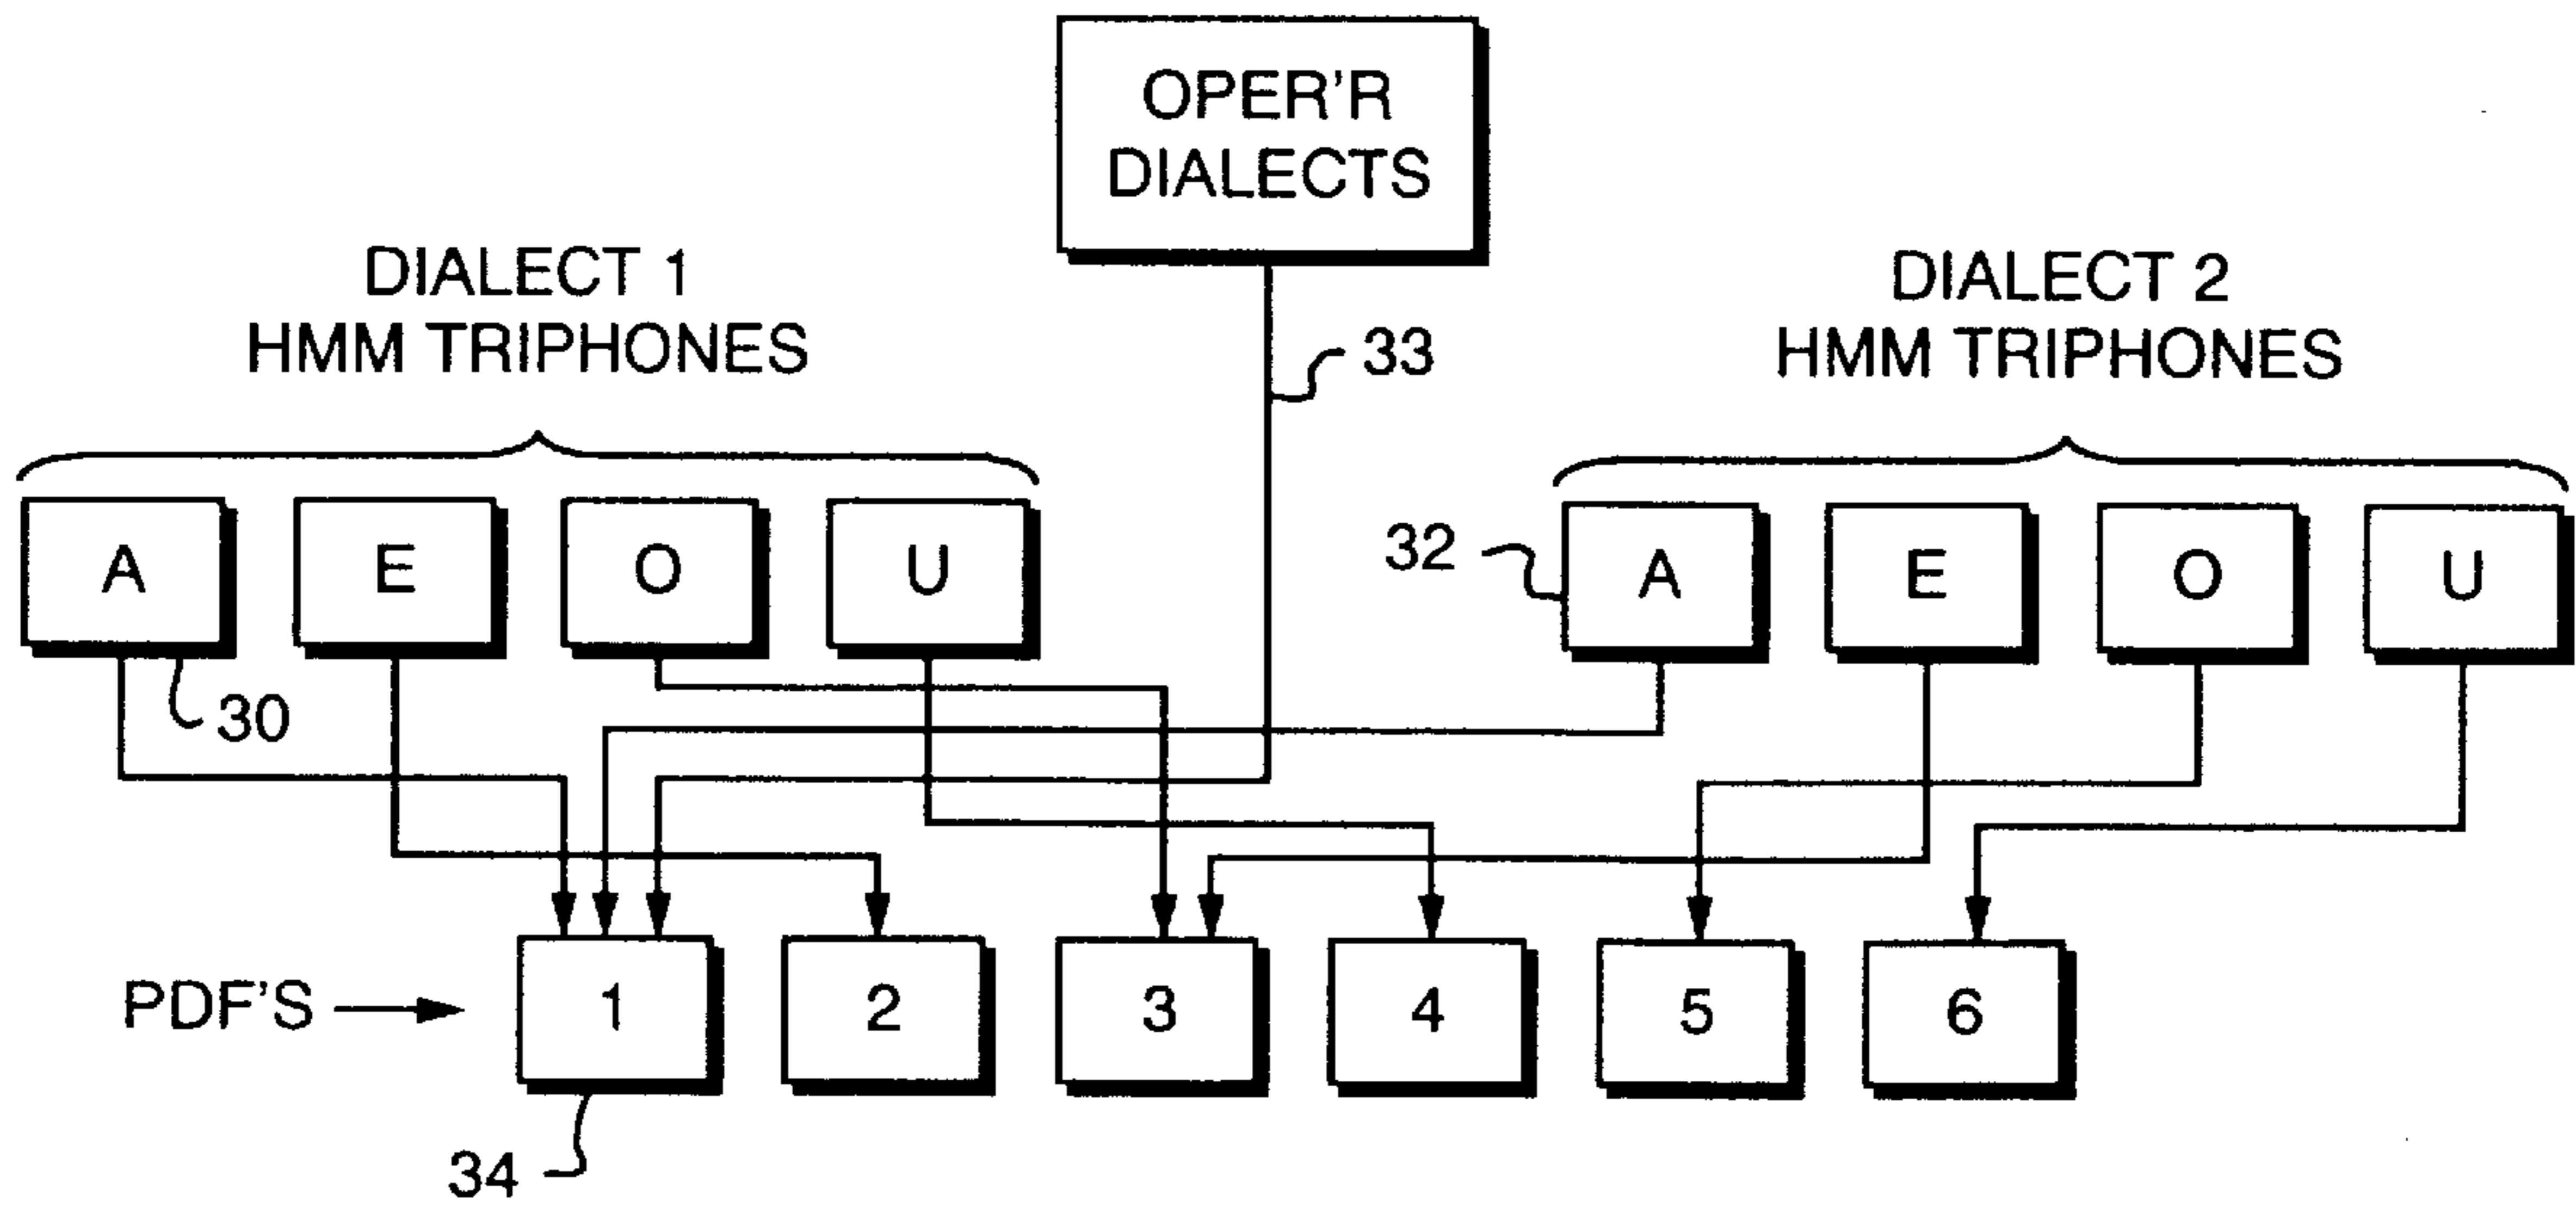 OPER'R
DIALECTS
DIALECT 1
HMM TRIPHONES
33
DIALECT 2
HMM TRIPHONES
A E O U
32
A E O U
30
PDF'S
1 2 3 4 5 6
34